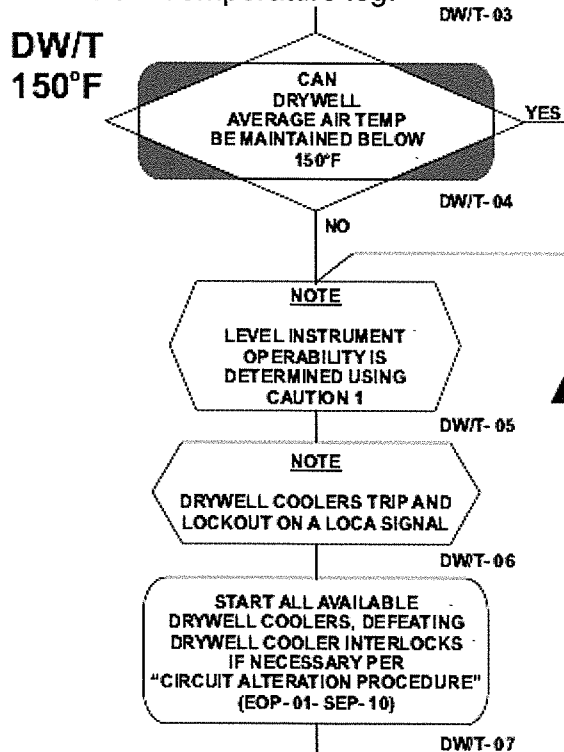 DW/T-03
DW/T
150°F
CAN
DRYWELL
AVERAGE AIR TEMP
BE MAINTAINED BELOW
150°F
YES
DW/T-04
NO
NOTE
LEVEL INSTRUMENT
OPERABILITY IS
DETERMINED USING
CAUTION 1
DW/T-05
NOTE
DRYWELL COOLERS TRIP AND
LOCKOUT ON A LOCA SIGNAL
DW/T-06
START ALL AVAILABLE
DRYWELL COOLERS, DEFEATING
DRYWELL COOLER INTERLOCKS
IF NECESSARY PER
"CIRCUIT ALTERATION PROCEDURE"
(EOP-01-SEP-10)
DW/T-07